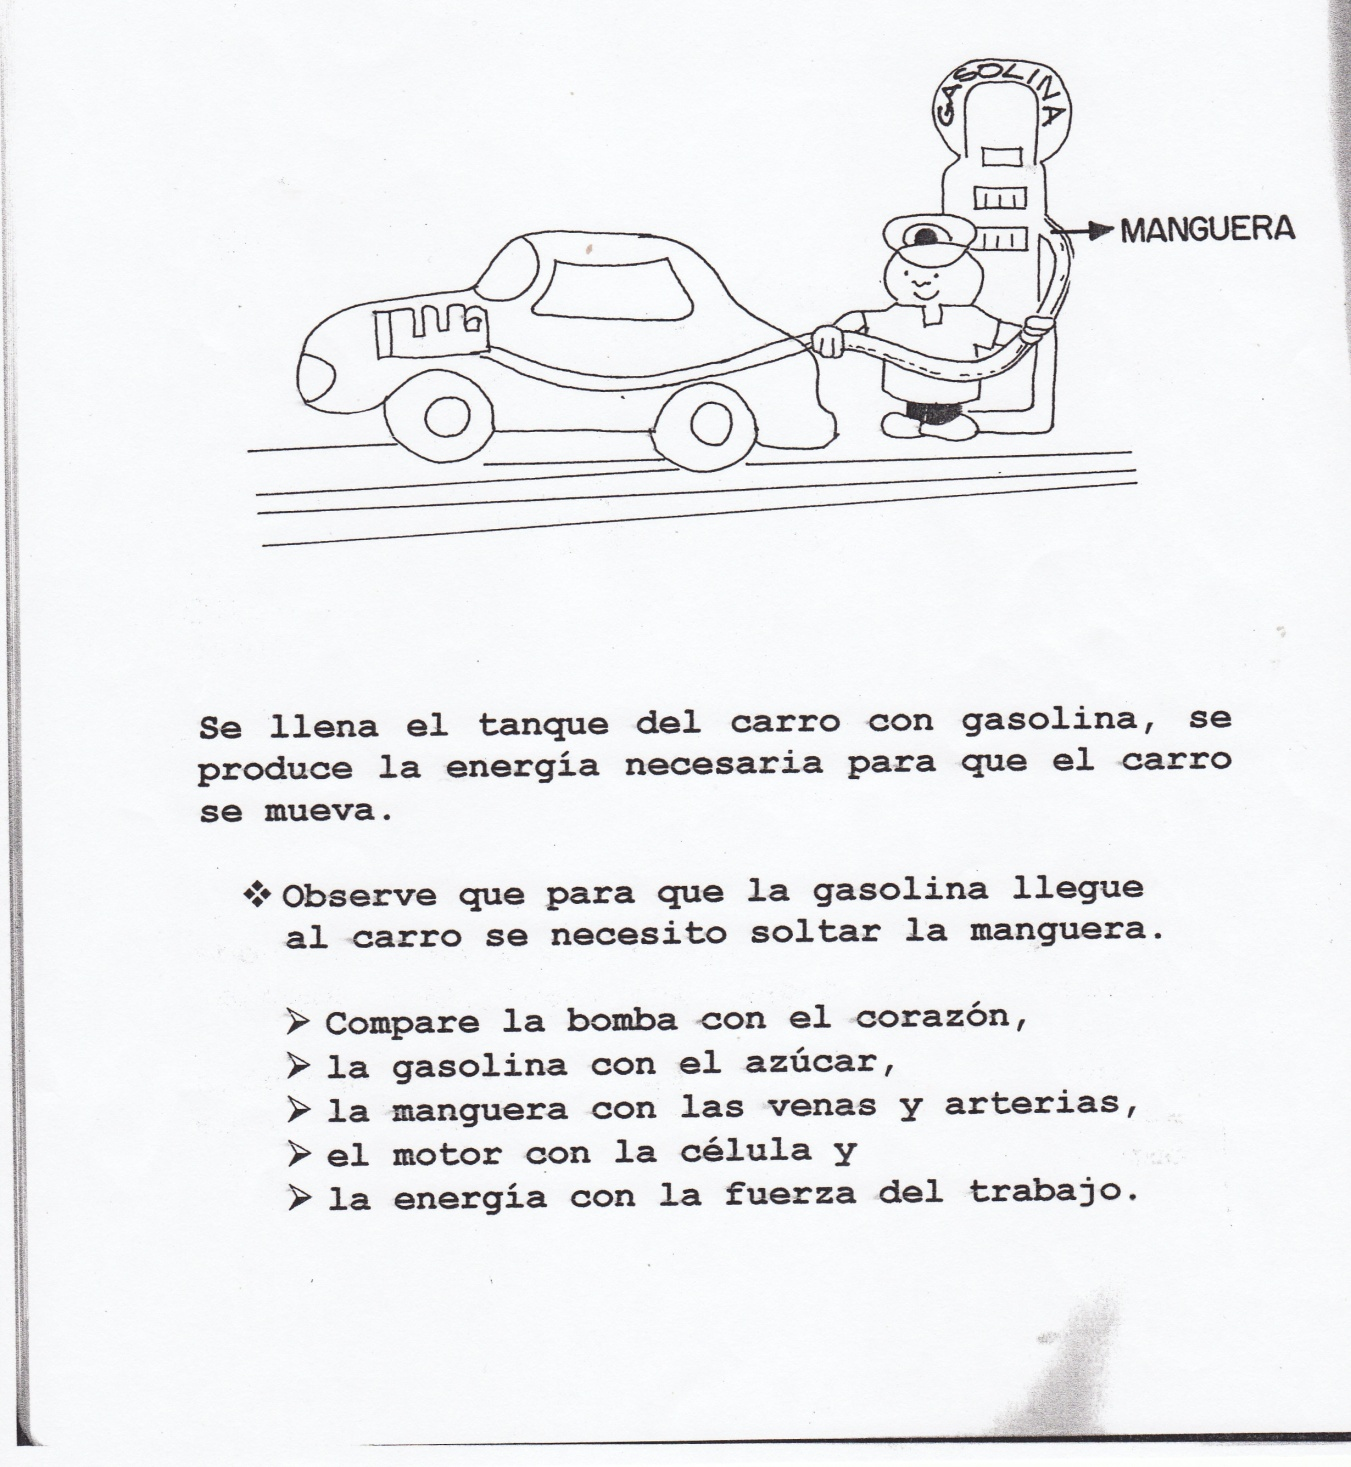 GASOLINA
MANGUERA
Se llena el tanque del carro con gasolina, se
produce la energía necesaria para que el carro
se mueva.
❖ Observe que para que la gasolina llegue
al carro se necesito soltar la manguera.
➢ Compare la bomba con el corazón,
➢ la gasolina con el azúcar,
➢ la manguera con las venas y arterias,
➢ el motor con la célula y
➢ la energía con la fuerza del trabajo.